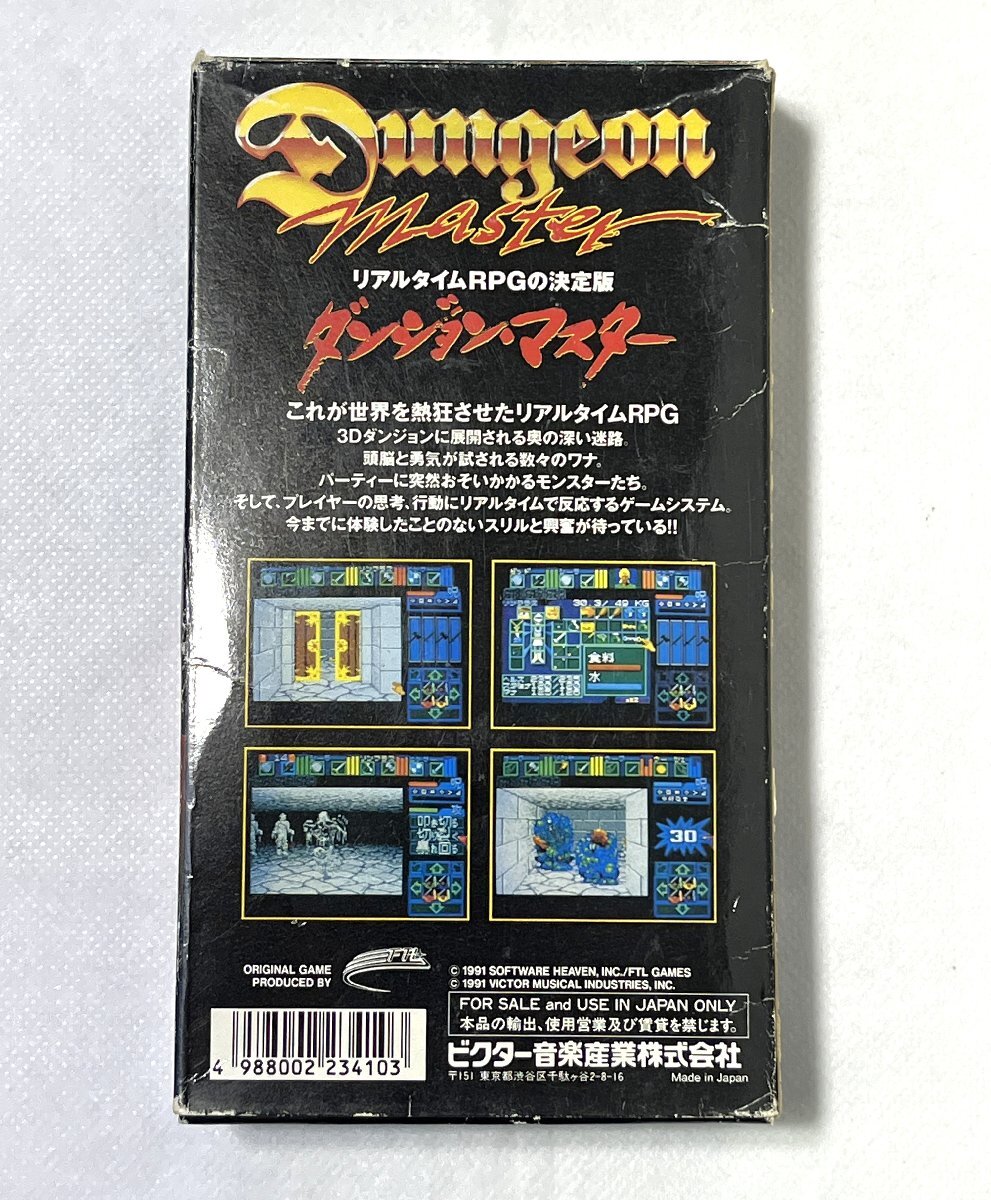 Dungeon
Master
リアルタイムRPGの決定版
ダンジョン・マスター
これが世界を熱狂させたリアルタイムRPG
3Dダンジョンに展開される奥の深い迷路。
頭脳と勇気が試される数々のワナ。
パーティーに突然おそいかかるモンスターたち。
そして、プレイヤーの思考、行動にリアルタイムで反応するゲームシステム。
今までに体験したことのないスリルと興奮が待っている!!
食料
水
30
ORIGINAL GAME
PRODUCED BY
FTL
© 1991 SOFTWARE HEAVEN, INC./FTL GAMES
© 1991 VICTOR MUSICAL INDUSTRIES, INC.
FOR SALE and USE IN JAPAN ONLY
本品の輸出、使用営業及び賃貸を禁じます。
ビクター音楽産業株式会社
〒151 東京都渋谷区千駄ヶ谷2-8-16
Made in Japan
4 988002 234103